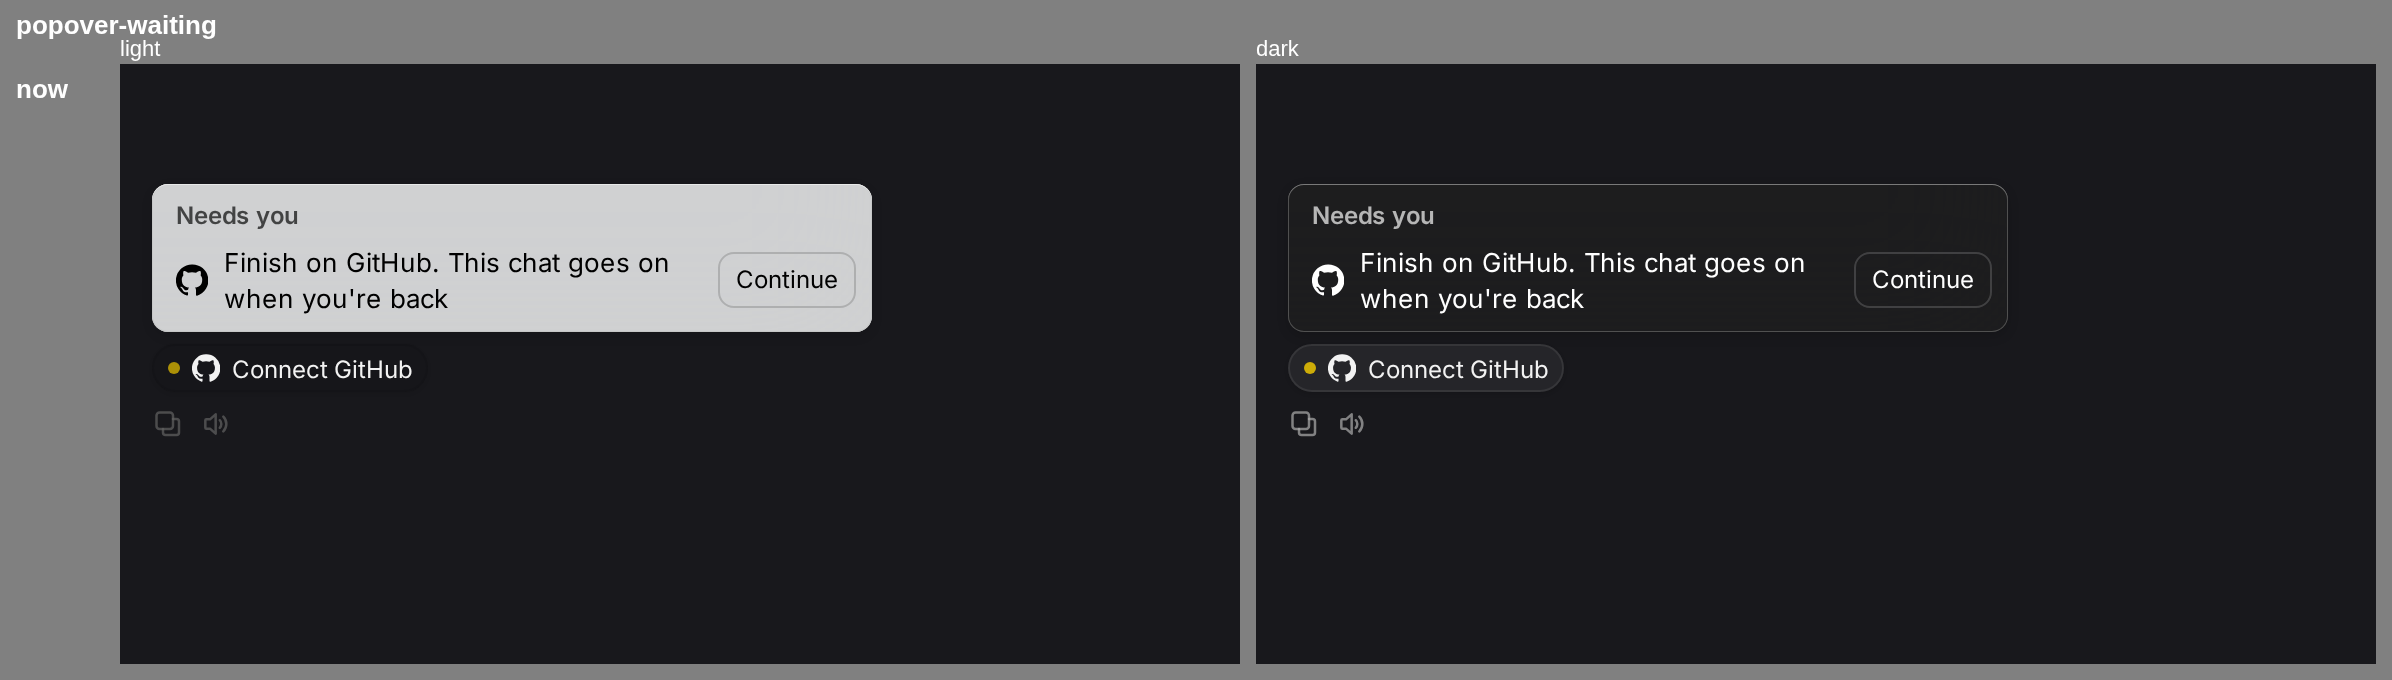 popover-waiting
light
dark
now
Needs you
Finish on GitHub. This chat goes on
when you're back
Continue
Connect GitHub
Needs you
Finish on GitHub. This chat goes on
when you're back
Continue
Connect GitHub